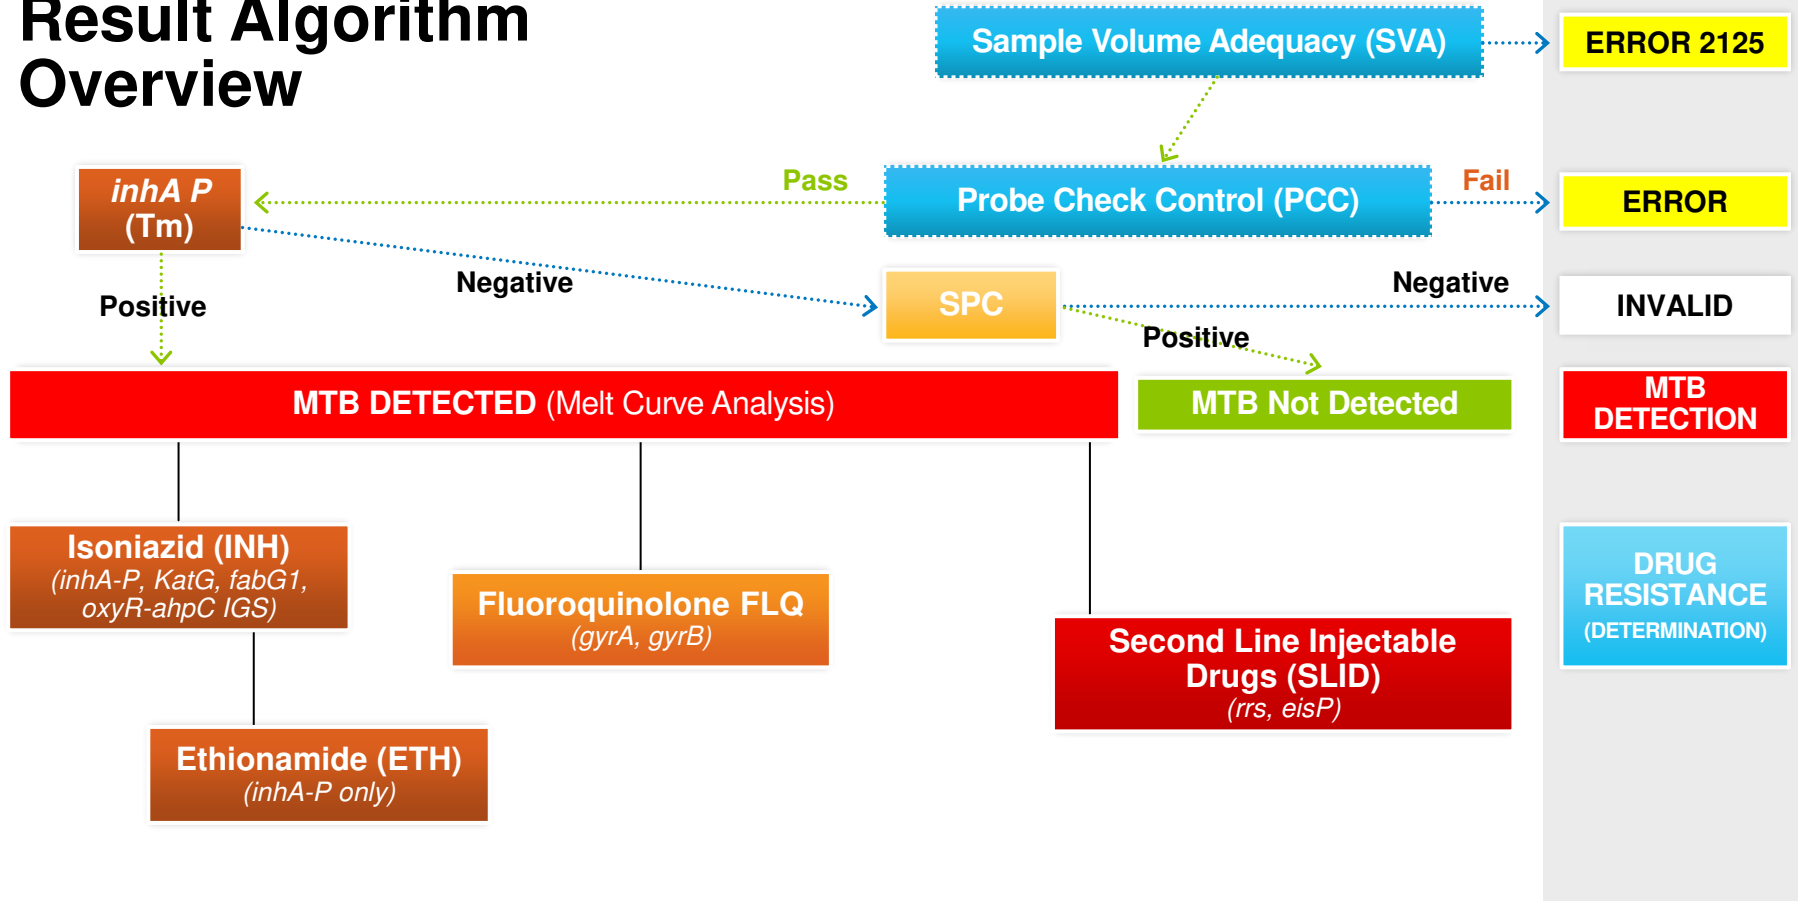 Result Algorithm
Overview
Sample Volume Adequacy (SVA)
ERROR 2125
inhA P
(Tm)
Pass
Probe Check Control (PCC)
Fail
ERROR
Negative
Positive
SPC
Negative
Positive
INVALID
MTB DETECTED (Melt Curve Analysis)
MTB Not Detected
MTB
DETECTION
Isoniazid (INH)
(inhA-P, KatG, fabG1,
oxyR-ahpC IGS)
Fluoroquinolone FLQ
(gyrA, gyrB)
Second Line Injectable
Drugs (SLID)
(rrs, eisP)
DRUG
RESISTANCE
(DETERMINATION)
Ethionamide (ETH)
(inhA-P only)